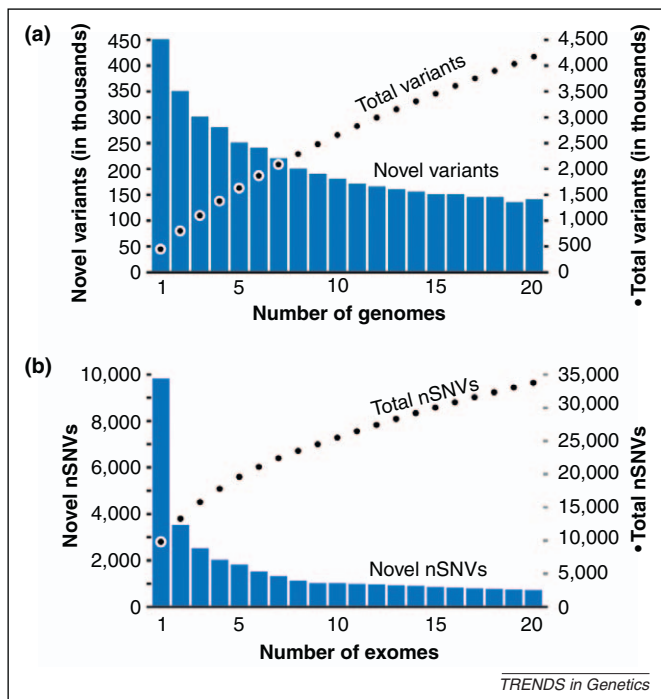 (a)
Novel variants (in thousands)
450
400
350
300
250
200
150
100
50
0
4,500
4,000
3,500
3,000
2,500
2,000
1,500
1,000
500
0
•Total variants (in thousands)
Total variants
Novel variants
1 5 10 15 20
Number of genomes
(b)
Novel nSNVs
10,000
8,000
6,000
4,000
2,000
0
35,000
30,000
25,000
20,000
15,000
10,000
5,000
0
•Total nSNVs
Total nSNVs
Novel nSNVs
1 5 10 15 20
Number of exomes
TRENDS in Genetics